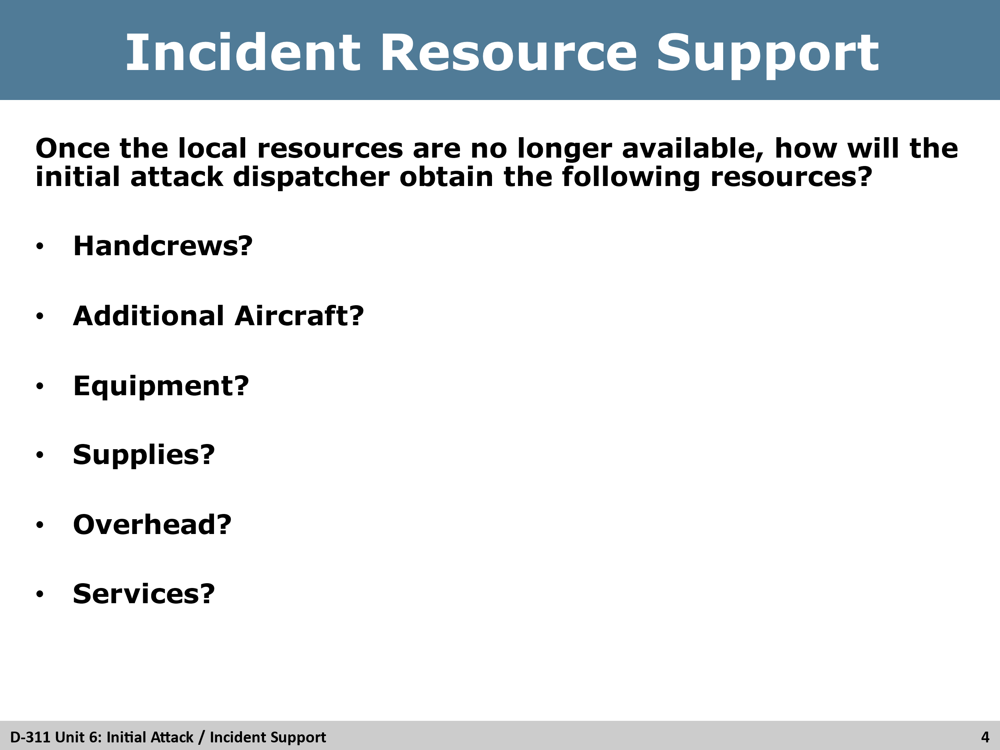 Incident Resource Support
Once the local resources are no longer available, how will the
initial attack dispatcher obtain the following resources?
• Handcrews?
• Additional Aircraft?
• Equipment?
• Supplies?
• Overhead?
• Services?
D-311 Unit 6: Initial Attack / Incident Support 4